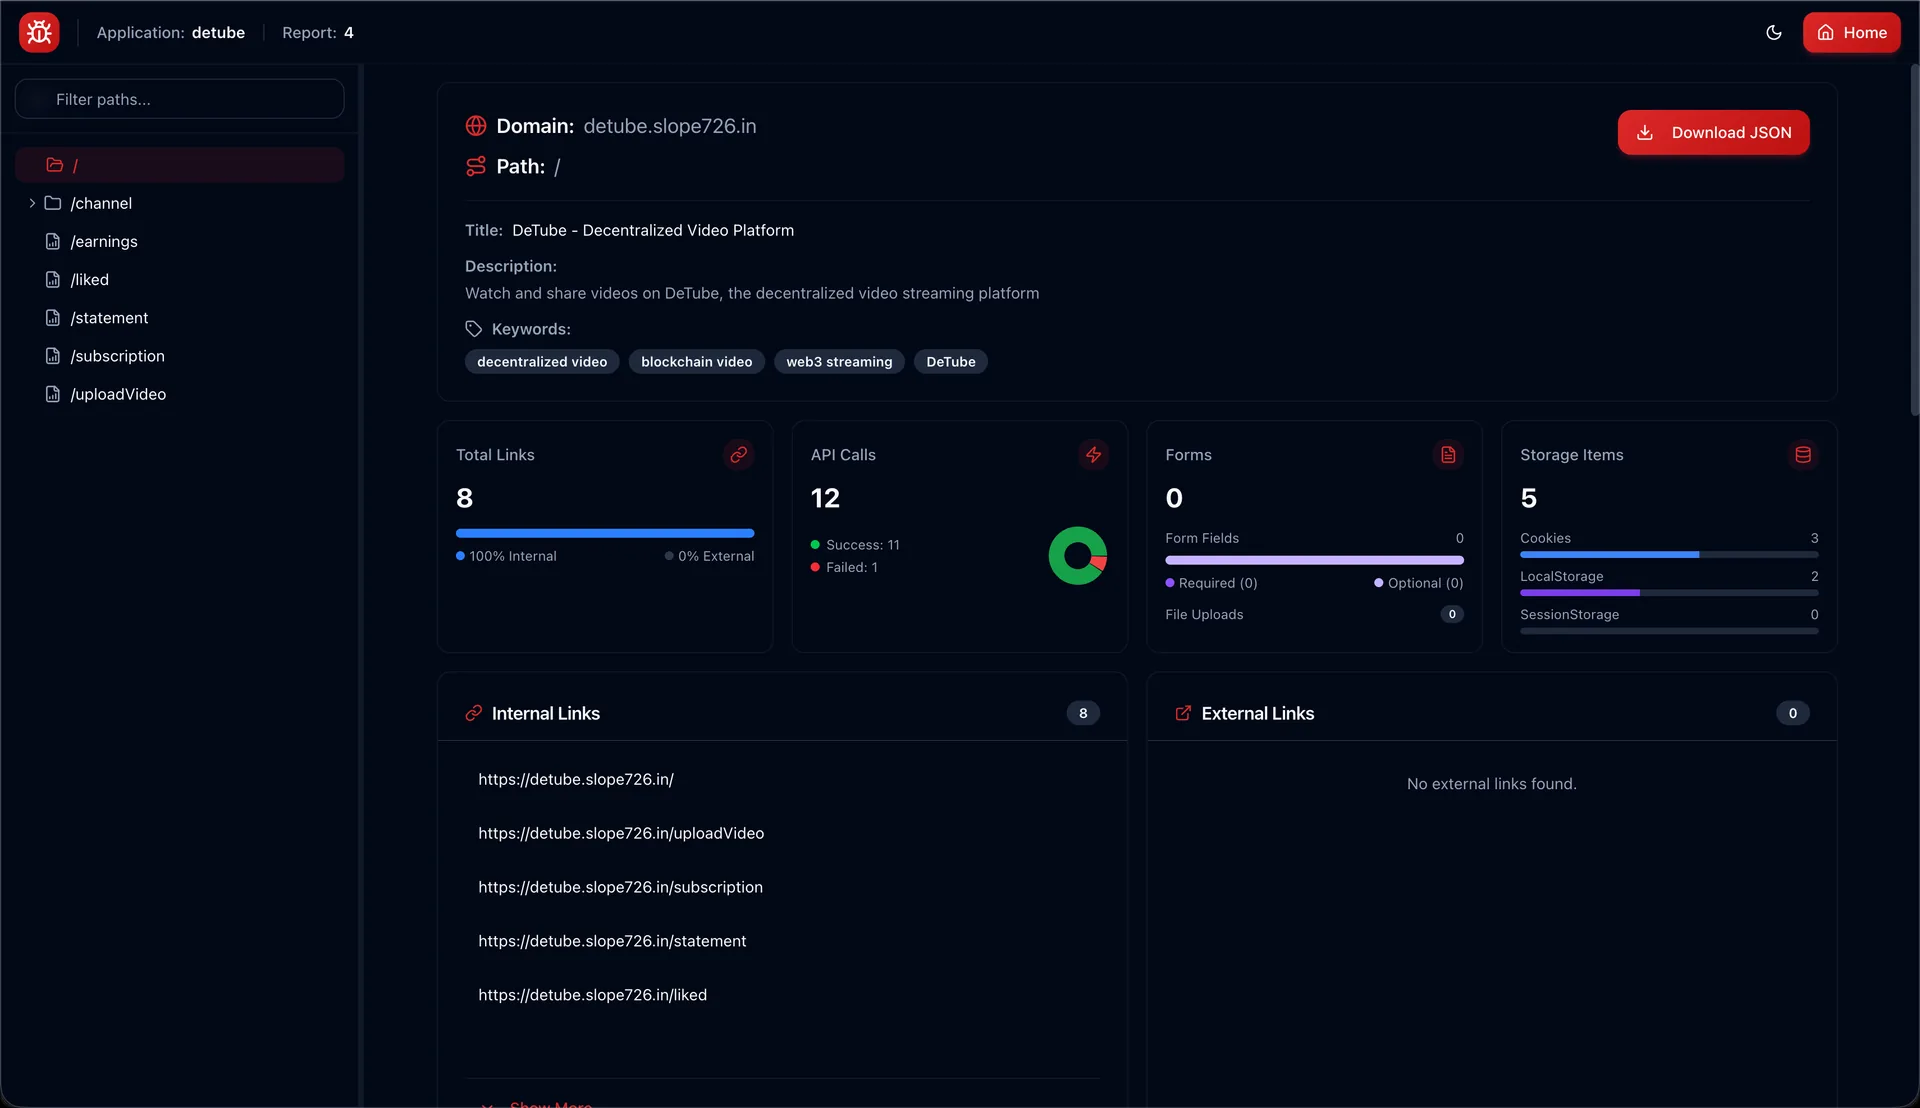 Application: detube
Report: 4
Home
Filter paths...
/
/channel
/earnings
/liked
/statement
/subscription
/uploadVideo
Domain: detube.slope726.in
Path: /
Download JSON
Title: DeTube - Decentralized Video Platform
Description:
Watch and share videos on DeTube, the decentralized video streaming platform
Keywords:
decentralized video
blockchain video
web3 streaming
DeTube
Total Links
8
100% Internal
0% External
API Calls
12
Success: 11
Failed: 1
Forms
0
Form Fields 0
Required (0)
Optional (0)
File Uploads 0
Storage Items
5
Cookies 3
LocalStorage 2
SessionStorage 0
Internal Links 8
https://detube.slope726.in/
https://detube.slope726.in/uploadVideo
https://detube.slope726.in/subscription
https://detube.slope726.in/statement
https://detube.slope726.in/liked
Show More
External Links 0
No external links found.